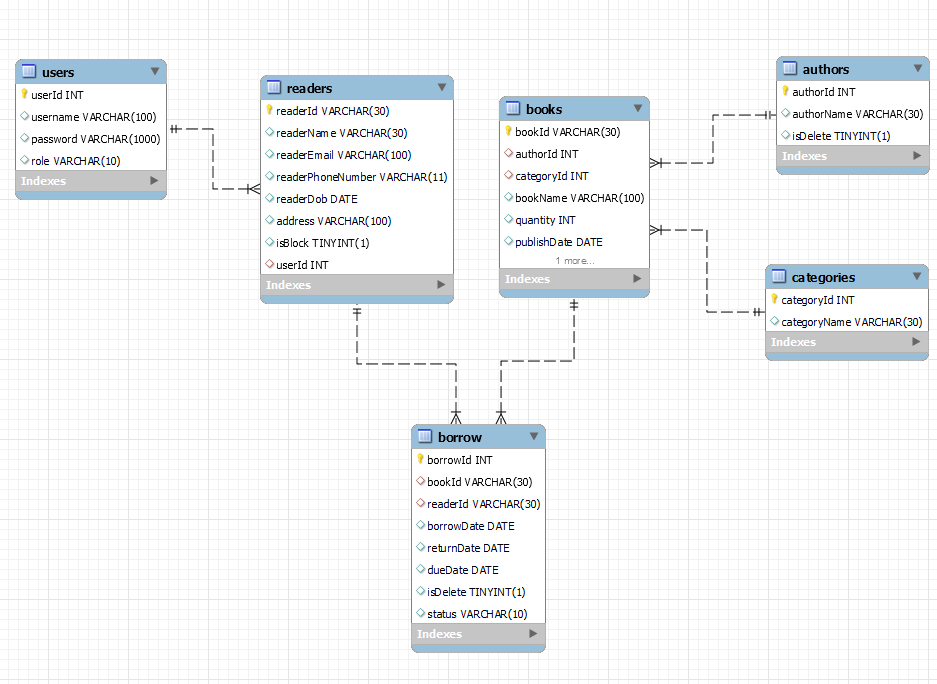 users
userId INT
username VARCHAR(100)
password VARCHAR(1000)
role VARCHAR(10)
Indexes
readers
readerId VARCHAR(30)
readerName VARCHAR(30)
readerEmail VARCHAR(100)
readerPhoneNumber VARCHAR(11)
readerDob DATE
address VARCHAR(100)
isBlock TINYINT(1)
userId INT
Indexes
books
bookId VARCHAR(30)
authorId INT
categoryId INT
bookName VARCHAR(100)
quantity INT
publishDate DATE
1 more...
Indexes
authors
authorId INT
authorName VARCHAR(30)
isDelete TINYINT(1)
Indexes
categories
categoryId INT
categoryName VARCHAR(30)
Indexes
borrow
borrowId INT
bookId VARCHAR(30)
readerId VARCHAR(30)
borrowDate DATE
returnDate DATE
dueDate DATE
isDelete TINYINT(1)
status VARCHAR(10)
Indexes